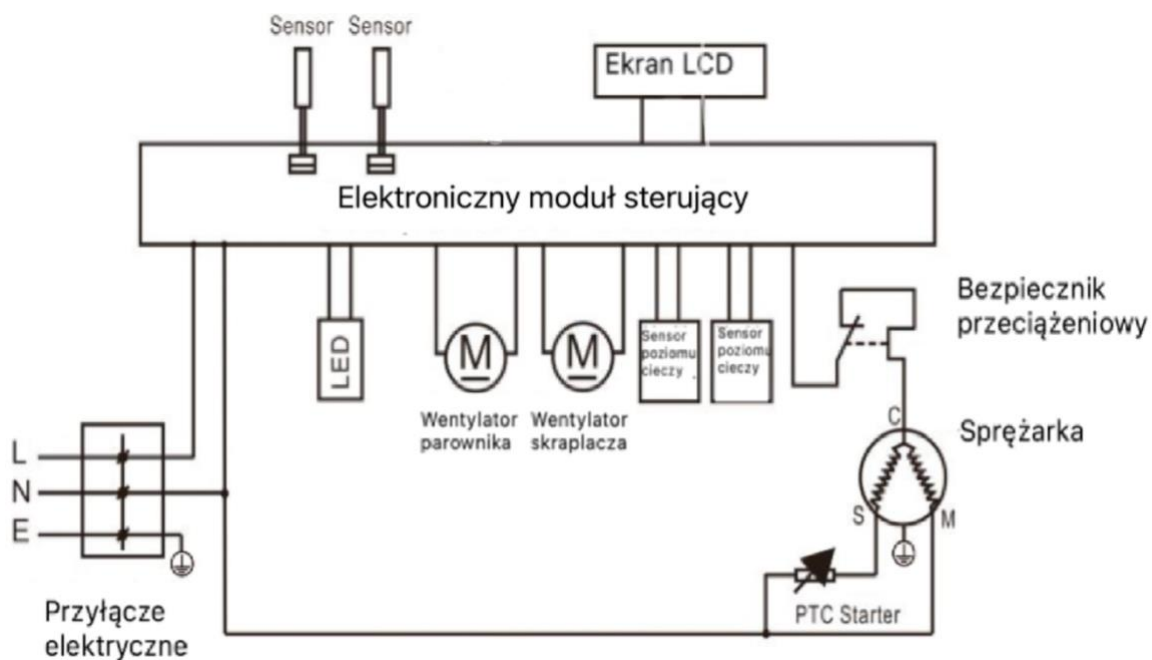 Sensor Sensor
Ekran LCD
Elektroniczny moduł sterujący
LED
M
M
Sensor
poziomu
cieczy
Sensor
poziomu
cieczy
Bezpiecznik
przeciążeniowy
Wentylator
parownika
Wentylator
skraplacza
C
Sprężarka
S
M
L
N
E
PTC Starter
Przyłącze
elektryczne